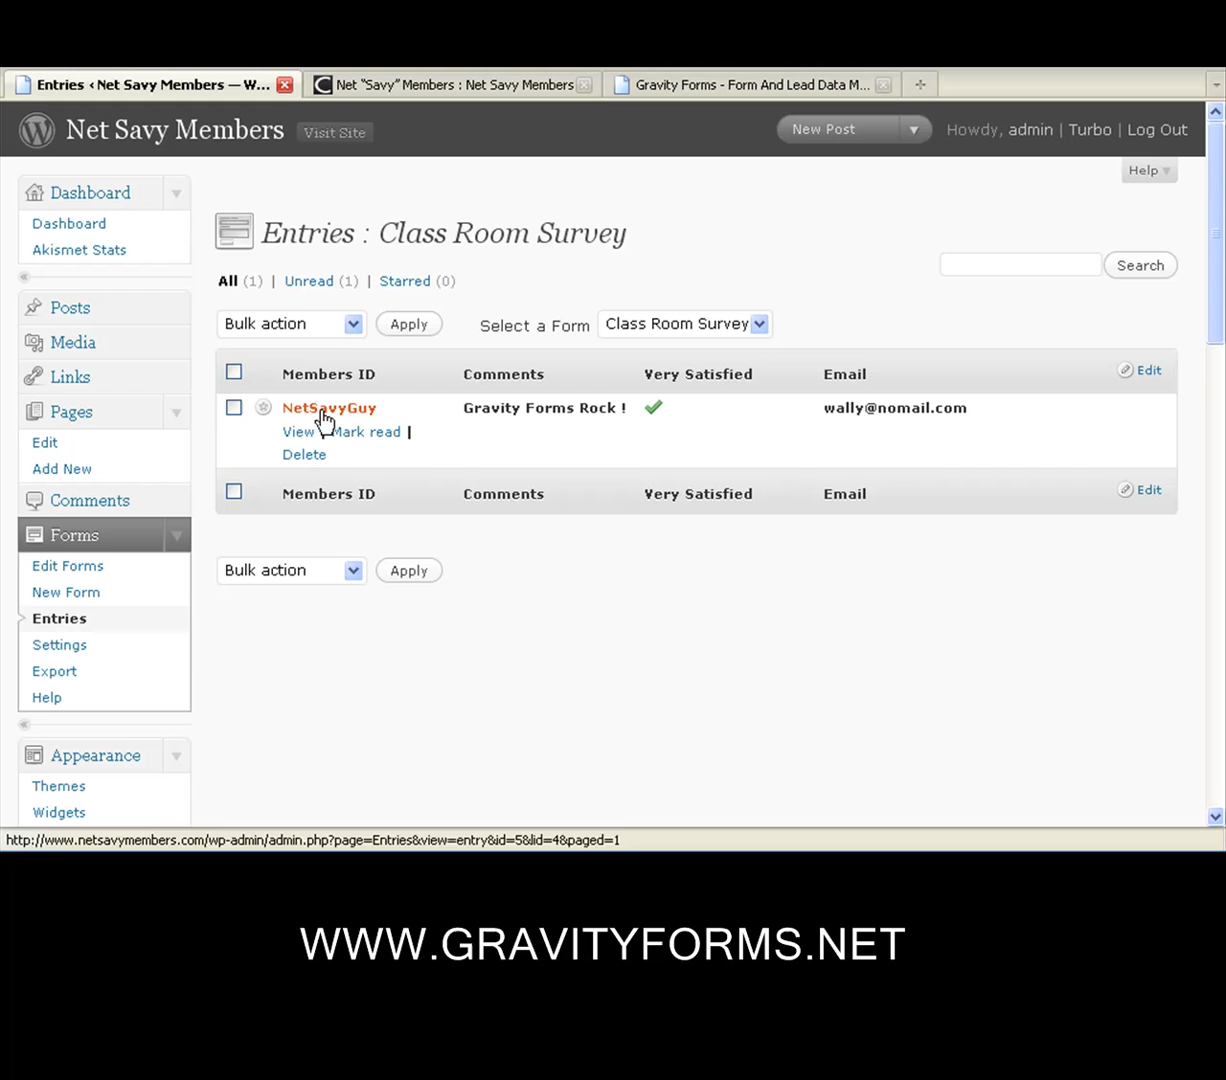 Entries ‹ Net Savy Members — W...
Net "Savy" Members : Net Savy Members
Gravity Forms - Form And Lead Data M...
Net Savy Members
Visit Site
New Post
Howdy, admin | Turbo | Log Out
Help
Dashboard
Dashboard
Akismet Stats
Posts
Media
Links
Pages
Edit
Add New
Comments
Forms
Edit Forms
New Form
Entries
Settings
Export
Help
Appearance
Themes
Widgets
Entries : Class Room Survey
All (1) | Unread (1) | Starred (0)
Search
Bulk action
Apply
Select a Form
Class Room Survey
Members ID Comments Very Satisfied Email Edit
NetSavyGuy Gravity Forms Rock ! wally@nomail.com
View | Mark read |
Delete
Members ID Comments Very Satisfied Email Edit
Bulk action
Apply
http://www.netsavymembers.com/wp-admin/admin.php?page=Entries&view=entry&id=5&lid=4&paged=1
WWW.GRAVITYFORMS.NET